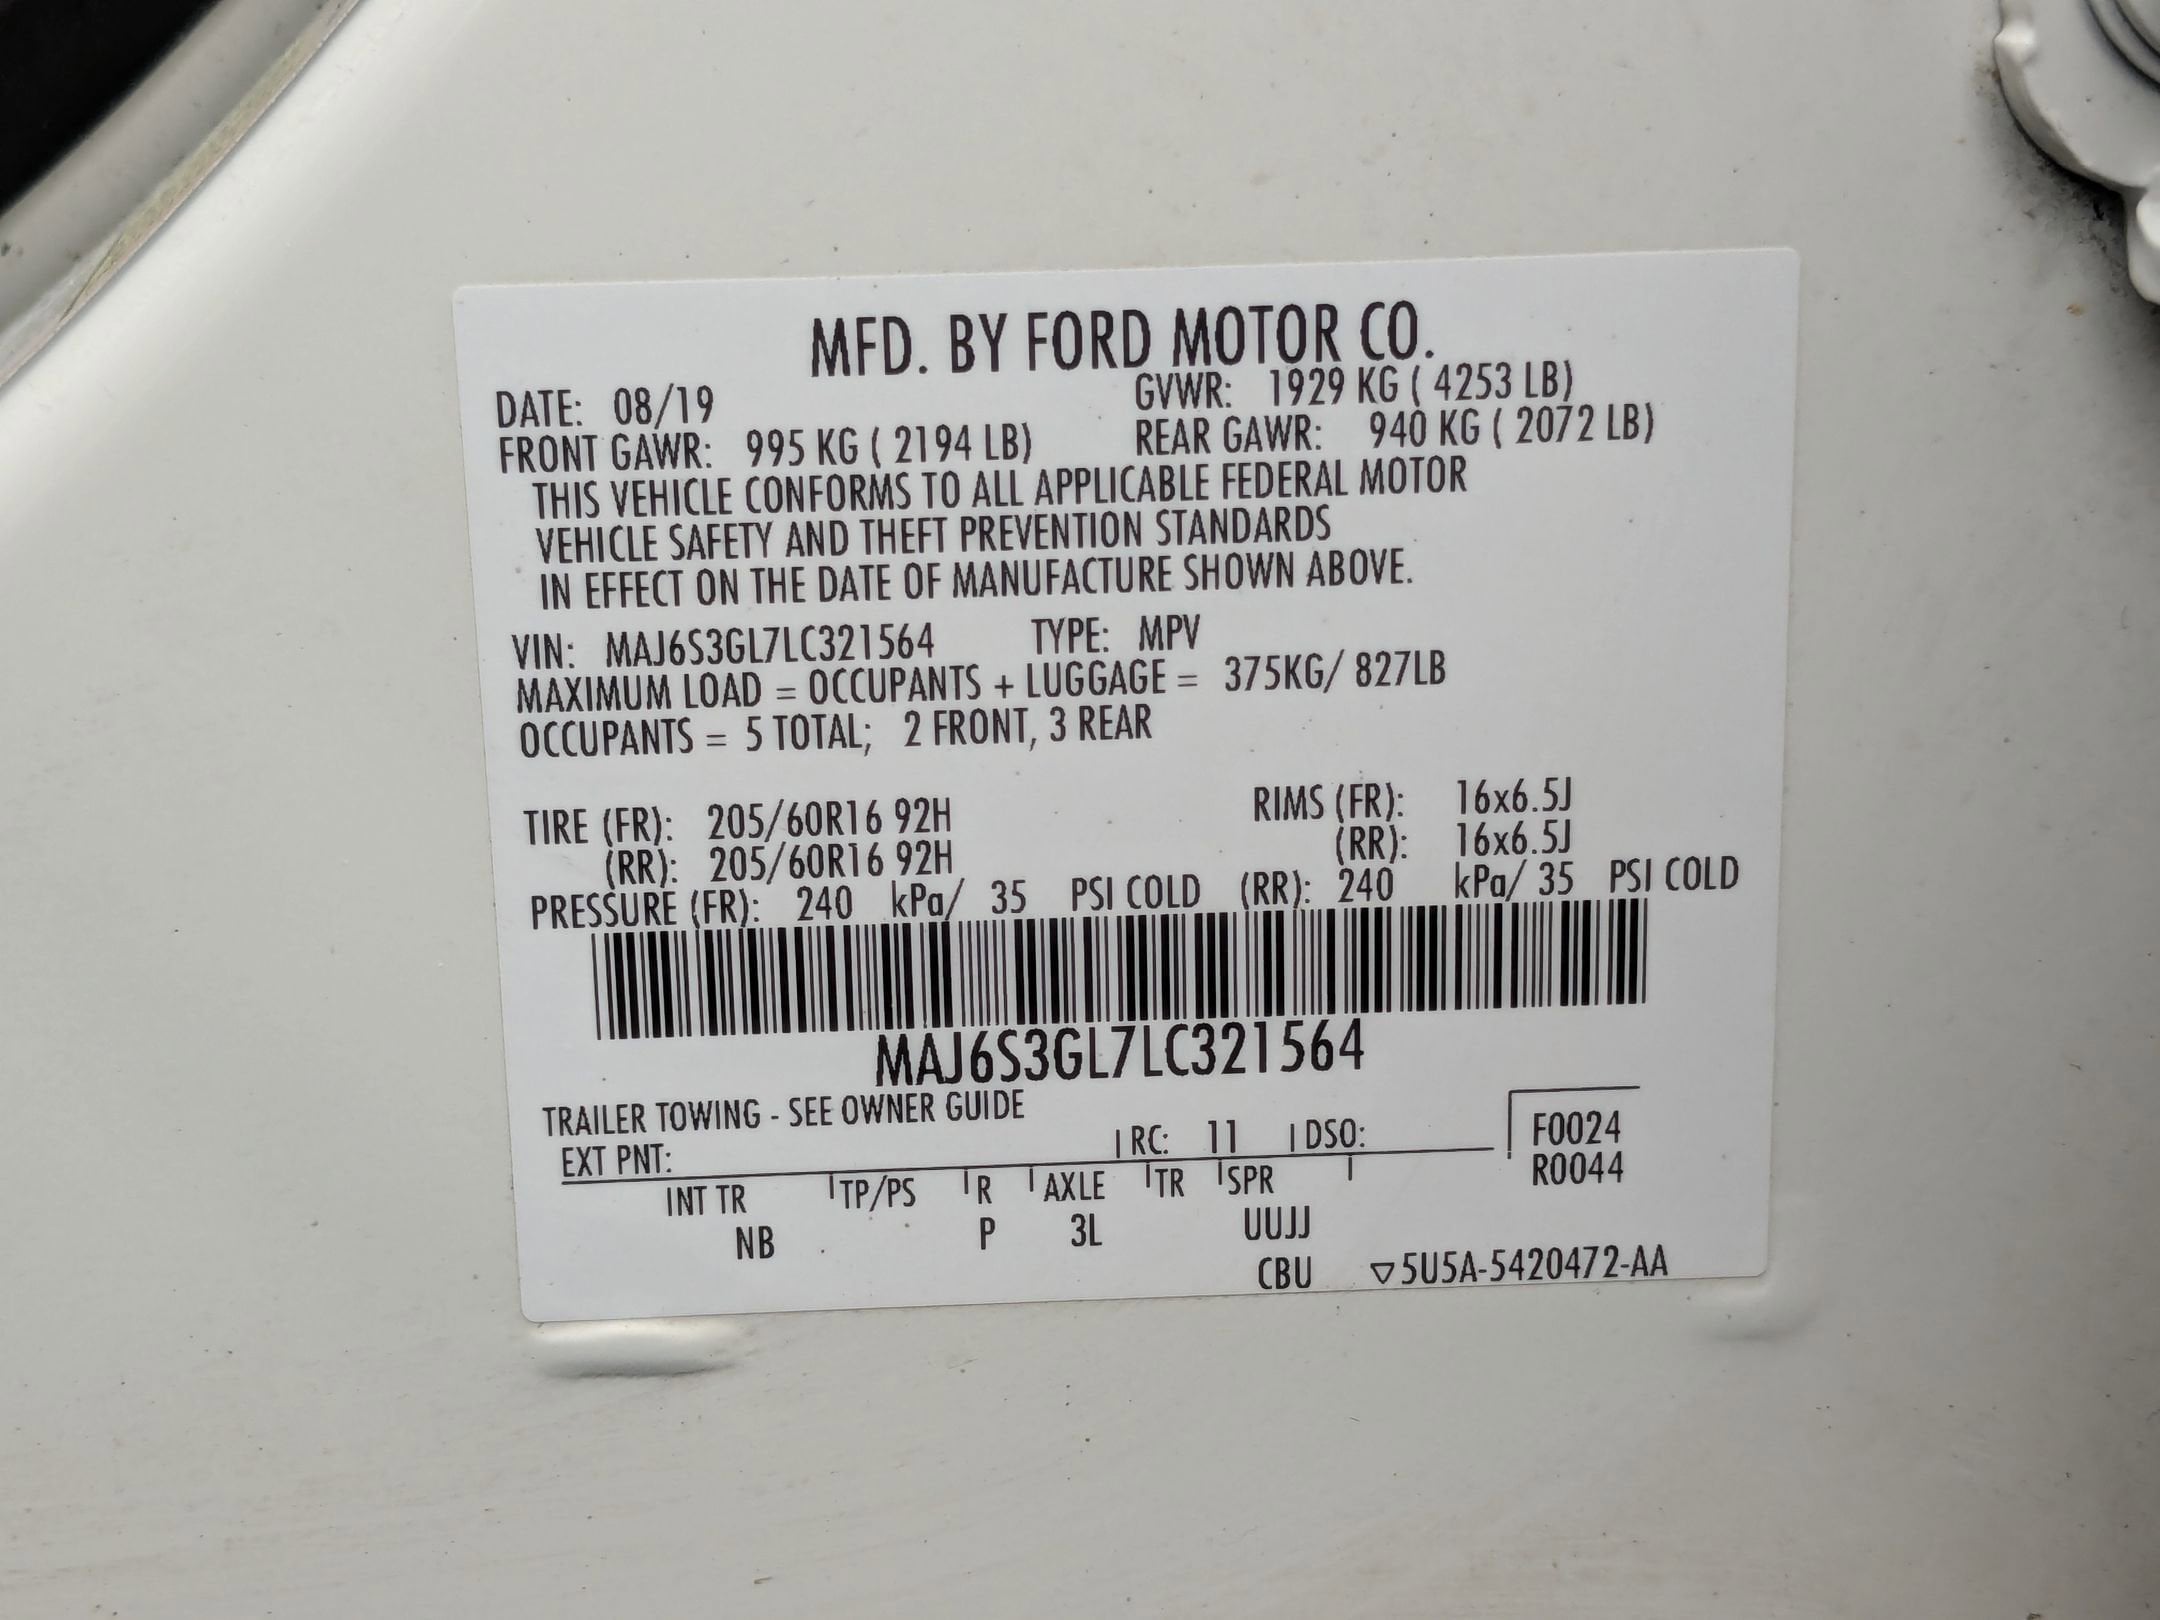 MFD. BY FORD MOTOR CO.
DATE: 08/19 GVWR: 1929 KG ( 4253 LB)
FRONT GAWR: 995 KG ( 2194 LB) REAR GAWR: 940 KG ( 2072 LB)
THIS VEHICLE CONFORMS TO ALL APPLICABLE FEDERAL MOTOR
VEHICLE SAFETY AND THEFT PREVENTION STANDARDS
IN EFFECT ON THE DATE OF MANUFACTURE SHOWN ABOVE.
VIN: MAJ6S3GL7LC321564 TYPE: MPV
MAXIMUM LOAD = OCCUPANTS + LUGGAGE = 375KG/ 827LB
OCCUPANTS = 5 TOTAL; 2 FRONT, 3 REAR
TIRE (FR): 205/60R16 92H RIMS (FR): 16x6.5J
(RR): 205/60R16 92H (RR): 16x6.5J
PRESSURE (FR): 240 kPa/ 35 PSI COLD (RR): 240 kPa/ 35 PSI COLD
MAJ6S3GL7LC321564
TRAILER TOWING - SEE OWNER GUIDE
EXT PNT: RC: 11 DSO: F0024
INT TR TP/PS R AXLE TR SPR R0044
NB P 3L UUJJ
CBU ▽5U5A-5420472-AA